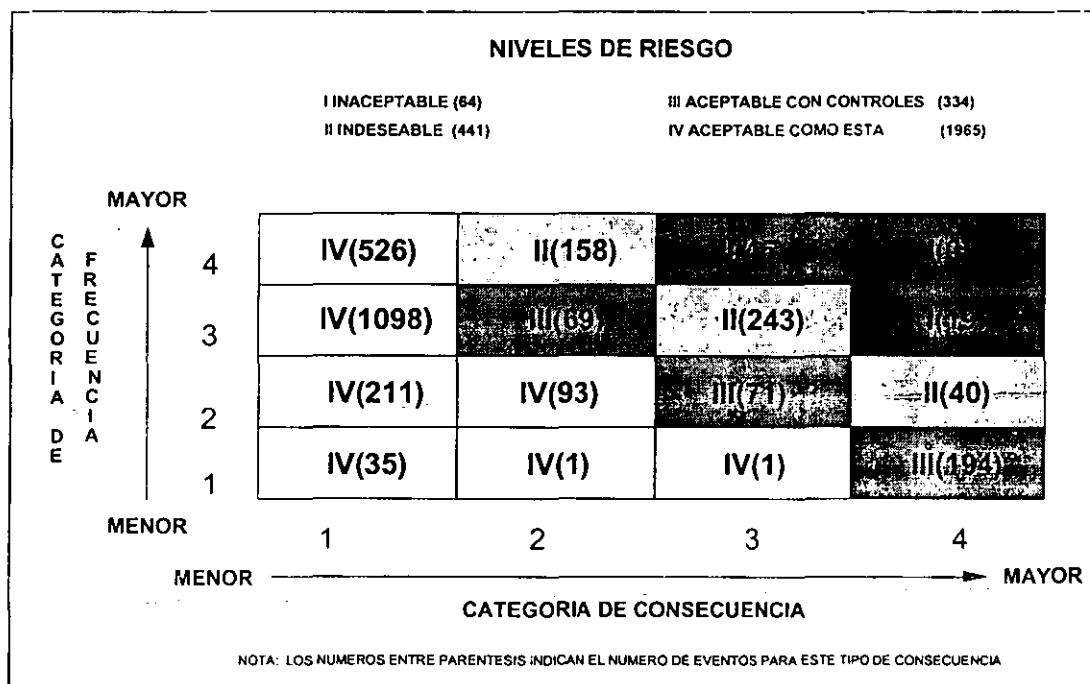 NIVELES DE RIESGO
I INACEPTABLE (64)
II INDESEABLE (441)
III ACEPTABLE CON CONTROLES (334)
IV ACEPTABLE COMO ESTA (1965)
MAYOR
CATEGORIA DE
FRECUENCIA
4 IV(526) II(158)
3 IV(1098) III(69) II(243)
2 IV(211) IV(93) III(71) II(40)
1 IV(35) IV(1) IV(1) III(194)
MENOR
1 2 3 4
MENOR MAYOR
CATEGORIA DE CONSECUENCIA
NOTA: LOS NUMEROS ENTRE PARENTESIS INDICAN EL NUMERO DE EVENTOS PARA ESTE TIPO DE CONSECUENCIA